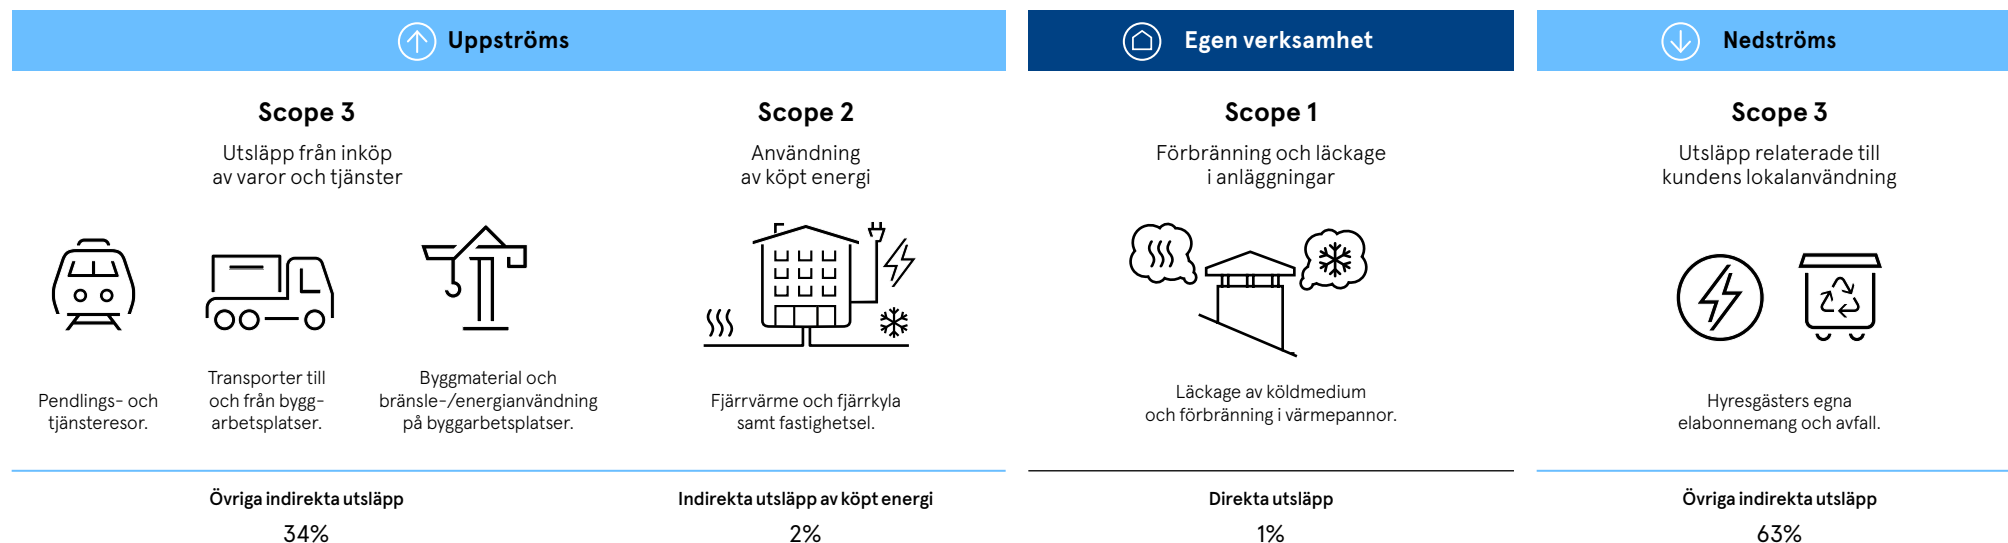 Uppströms
Scope 3
Utsläpp från inköp
av varor och tjänster
Pendlings- och
tjänsteresor.
Transporter till
och från bygg-
arbetsplatser.
Byggmaterial och
bränsle-/energianvändning
på byggarbetsplatser.
Övriga indirekta utsläpp
34%
Scope 2
Användning
av köpt energi
Fjärrvärme och fjärrkyla
samt fastighetsel.
Indirekta utsläpp av köpt energi
2%
Egen verksamhet
Scope 1
Förbränning och läckage
i anläggningar
Läckage av köldmedium
och förbränning i värmepannor.
Direkta utsläpp
1%
Nedströms
Scope 3
Utsläpp relaterade till
kundens lokalanvändning
Hyresgästers egna
elabonnemang och avfall.
Övriga indirekta utsläpp
63%